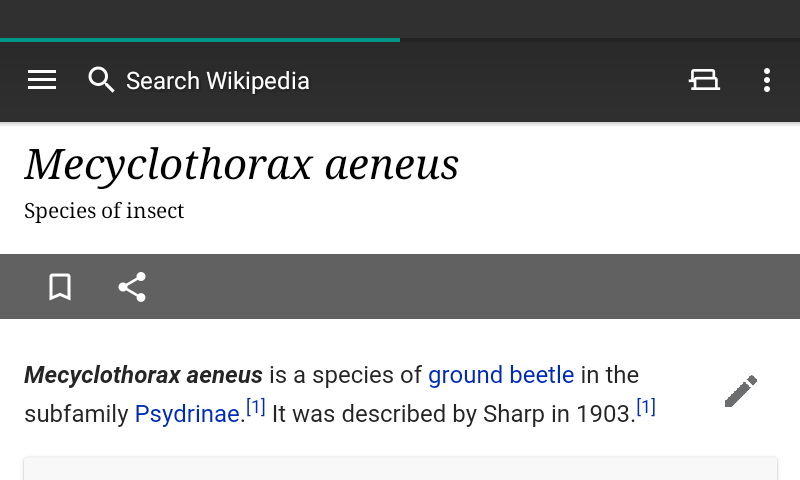 Search Wikipedia
Mecyclothorax aeneus
Species of insect
Mecyclothorax aeneus is a species of ground beetle in the
subfamily Psydrinae.[1] It was described by Sharp in 1903.[1]